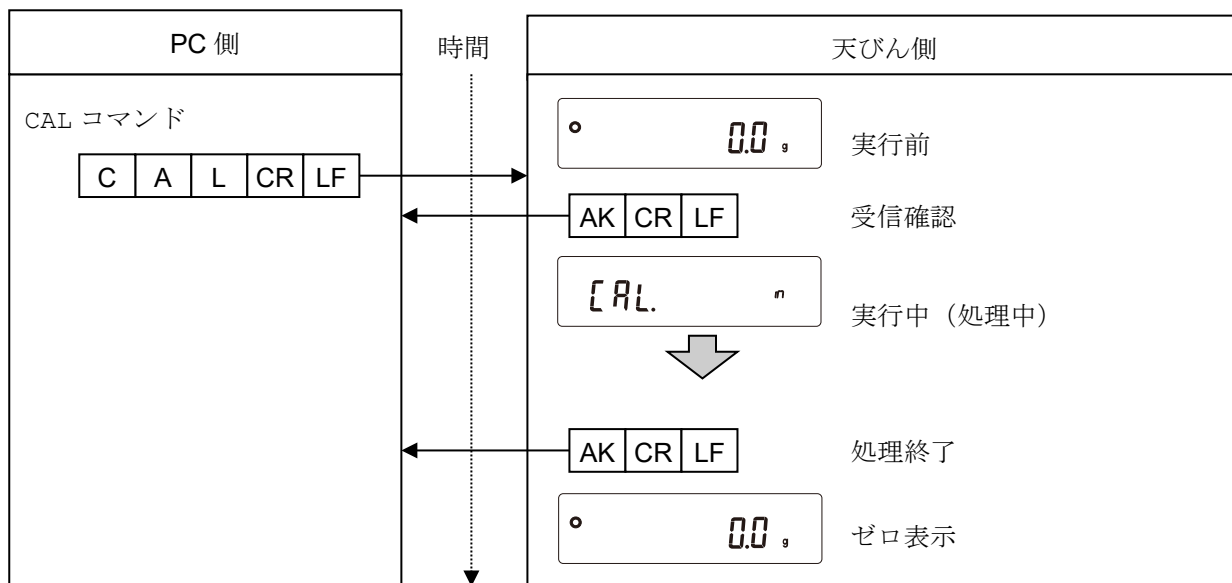 PC 側
時間
天びん側
CAL コマンド
0.0 g
実行前
C A L CR LF
AK CR LF
受信確認
CAL. in
実行中（処理中）
AK CR LF
処理終了
0.0 g
ゼロ表示